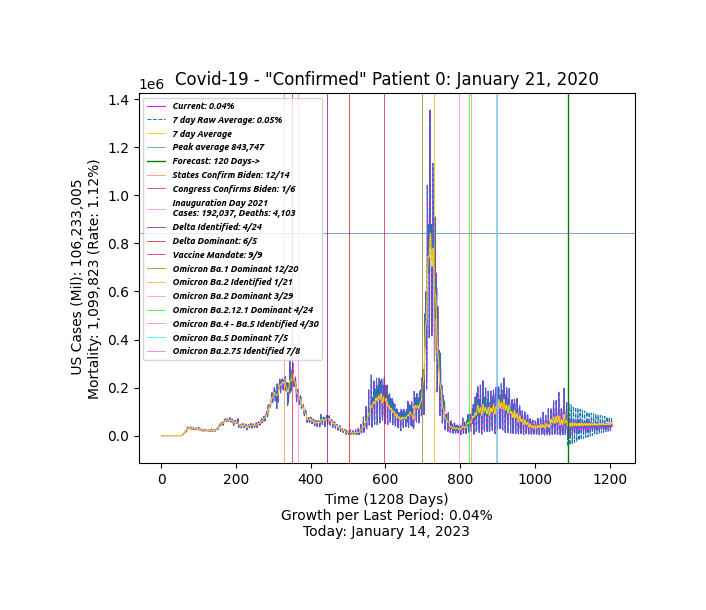 Covid-19 - "Confirmed" Patient 0: January 21, 2020
1e6
1.4
1.2
1.0
0.8
0.6
0.4
0.2
0.0
US Cases (Mil): 106,233,005
Mortality: 1,099,823 (Rate: 1.12%)
Current: 0.04%
7 day Raw Average: 0.05%
7 day Average
Peak average 843,747
Forecast: 120 Days->
States Confirm Biden: 12/14
Congress Confirms Biden: 1/6
Inauguration Day 2021
Cases: 192,037, Deaths: 4,103
Delta Identified: 4/24
Delta Dominant: 6/5
Vaccine Mandate: 9/9
Omicron Ba.1 Dominant 12/20
Omicron Ba.2 Identified 1/21
Omicron Ba.2 Dominant 3/29
Omicron Ba.2.12.1 Dominant 4/24
Omicron Ba.4 - Ba.5 Identified 4/30
Omicron Ba.5 Dominant 7/5
Omicron Ba.2.75 Identified 7/8
0 200 400 600 800 1000 1200
Time (1208 Days)
Growth per Last Period: 0.04%
Today: January 14, 2023